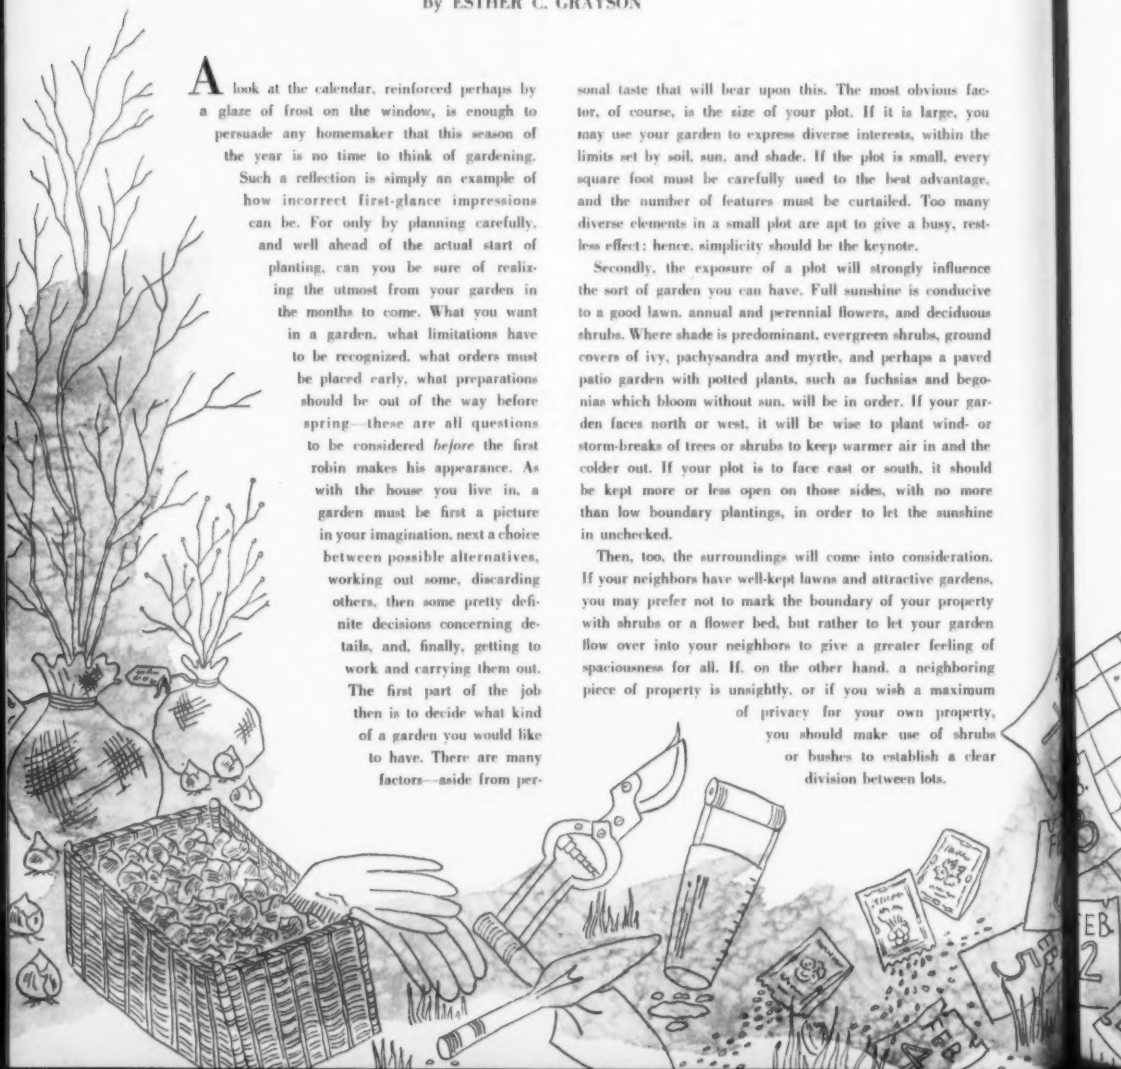 By ESTHER C. GRAYSON
A look at the calendar, reinforced perhaps by
a glaze of frost on the window, is enough to
persuade any homemaker that this season of
the year is no time to think of gardening.
Such a reflection is simply an example of
how incorrect first-glance impressions
can be. For only by planning carefully,
and well ahead of the actual start of
planting, can you be sure of realiz-
ing the utmost from your garden in
the months to come. What you want
in a garden, what limitations have
to be recognized, what orders must
be placed early, what preparations
should be out of the way before
spring—these are all questions
to be considered before the first
robin makes his appearance. As
with the house you live in, a
garden must be first a picture
in your imagination, next a choice
between possible alternatives,
working out some, discarding
others, then some pretty defi-
nite decisions concerning de-
tails, and, finally, getting to
work and carrying them out.
The first part of the job
then is to decide what kind
of a garden you would like
to have. There are many
factors—aside from per-
sonal taste that will bear upon this. The most obvious fac-
tor, of course, is the size of your plot. If it is large, you
may use your garden to express diverse interests, within the
limits set by soil, sun, and shade. If the plot is small, every
square foot must be carefully used to the best advantage,
and the number of features must be curtailed. Too many
diverse elements in a small plot are apt to give a busy, rest-
less effect; hence, simplicity should be the keynote.
Secondly, the exposure of a plot will strongly influence
the sort of garden you can have. Full sunshine is conducive
to a good lawn, annual and perennial flowers, and deciduous
shrubs. Where shade is predominant, evergreen shrubs, ground
covers of ivy, pachysandra and myrtle, and perhaps a paved
patio garden with potted plants, such as fuchsias and bego-
nias which bloom without sun, will be in order. If your gar-
den faces north or west, it will be wise to plant wind- or
storm-breaks of trees or shrubs to keep warmer air in and the
colder out. If your plot is to face east or south, it should
be kept more or less open on those sides, with no more
than low boundary plantings, in order to let the sunshine
in unchecked.
Then, too, the surroundings will come into consideration.
If your neighbors have well-kept lawns and attractive gardens,
you may prefer not to mark the boundary of your property
with shrubs or a flower bed, but rather to let your garden
flow over into your neighbors to give a greater feeling of
spaciousness for all. If, on the other hand, a neighboring
piece of property is unsightly, or if you wish a maximum
of privacy for your own property,
you should make use of shrubs
or bushes to establish a clear
division between lots.
FEB
4
5
EB.
2